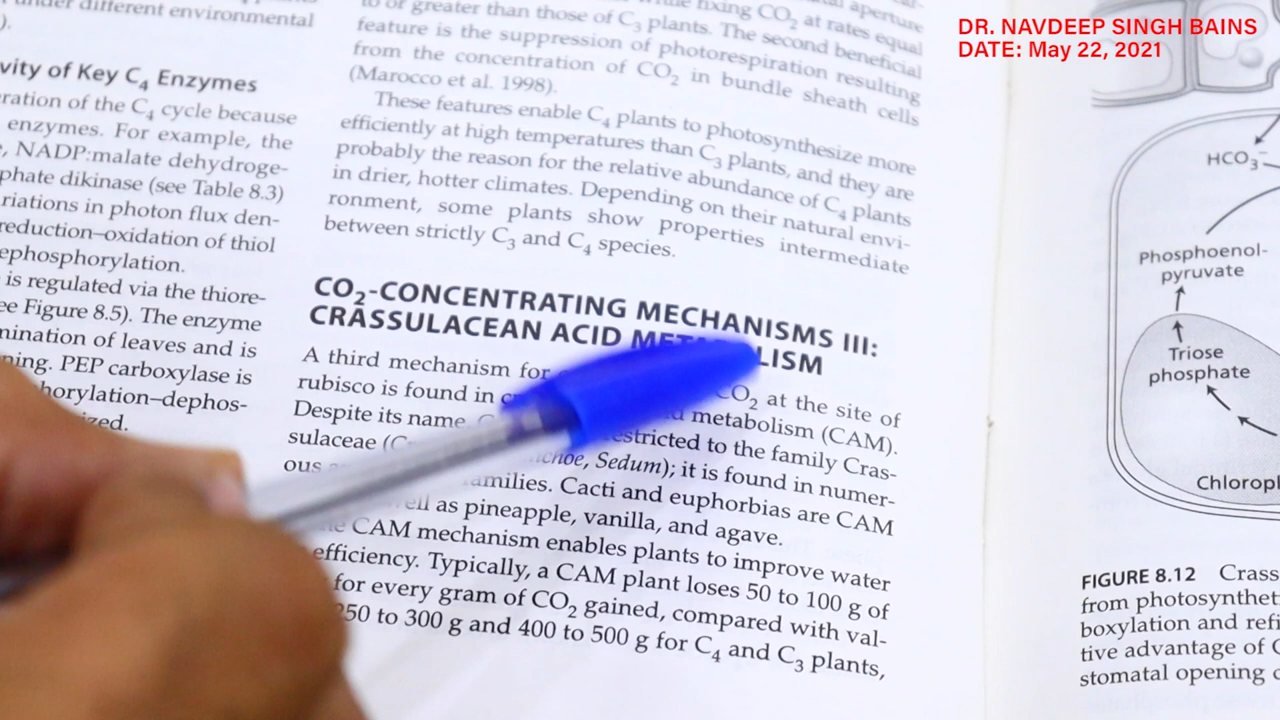 DR. NAVDEEP SINGH BAINS
DATE: May 22, 2021
under different environmental
).
vity of Key C₄ Enzymes
ration of the C₄ cycle because
enzymes. For example, the
, NADP:malate dehydroge-
phate dikinase (see Table 8.3)
riations in photon flux den-
reduction–oxidation of thiol
ephosphorylation.
is regulated via the thiore-
ee Figure 8.5). The enzyme
mination of leaves and is
ning. PEP carboxylase is
horylation–dephos-
ized.
while fixing CO₂ at rates equal
to or greater than those of C₃ plants. The second beneficial
feature is the suppression of photorespiration resulting
from the concentration of CO₂ in bundle sheath cells
(Marocco et al. 1998).
These features enable C₄ plants to photosynthesize more
efficiently at high temperatures than C₃ plants, and they are
probably the reason for the relative abundance of C₄ plants
in drier, hotter climates. Depending on their natural envi-
ronment, some plants show properties intermediate
between strictly C₃ and C₄ species.
CO₂-CONCENTRATING MECHANISMS III:
CRASSULACEAN ACID METABOLISM
A third mechanism for CO₂ at the site of
rubisco is found in metabolism (CAM).
Despite its name, restricted to the family Cras-
sulaceae ( choe, Sedum); it is found in numer-
ous families. Cacti and euphorbias are CAM
well as pineapple, vanilla, and agave.
CAM mechanism enables plants to improve water
efficiency. Typically, a CAM plant loses 50 to 100 g of
for every gram of CO₂ gained, compared with val-
250 to 300 g and 400 to 500 g for C₄ and C₃ plants,
HCO₃⁻
Phosphoenol-
pyruvate
Triose
phosphate
Chlorop
FIGURE 8.12 Crass
from photosynthet
boxylation and refi
tive advantage of C
stomatal opening